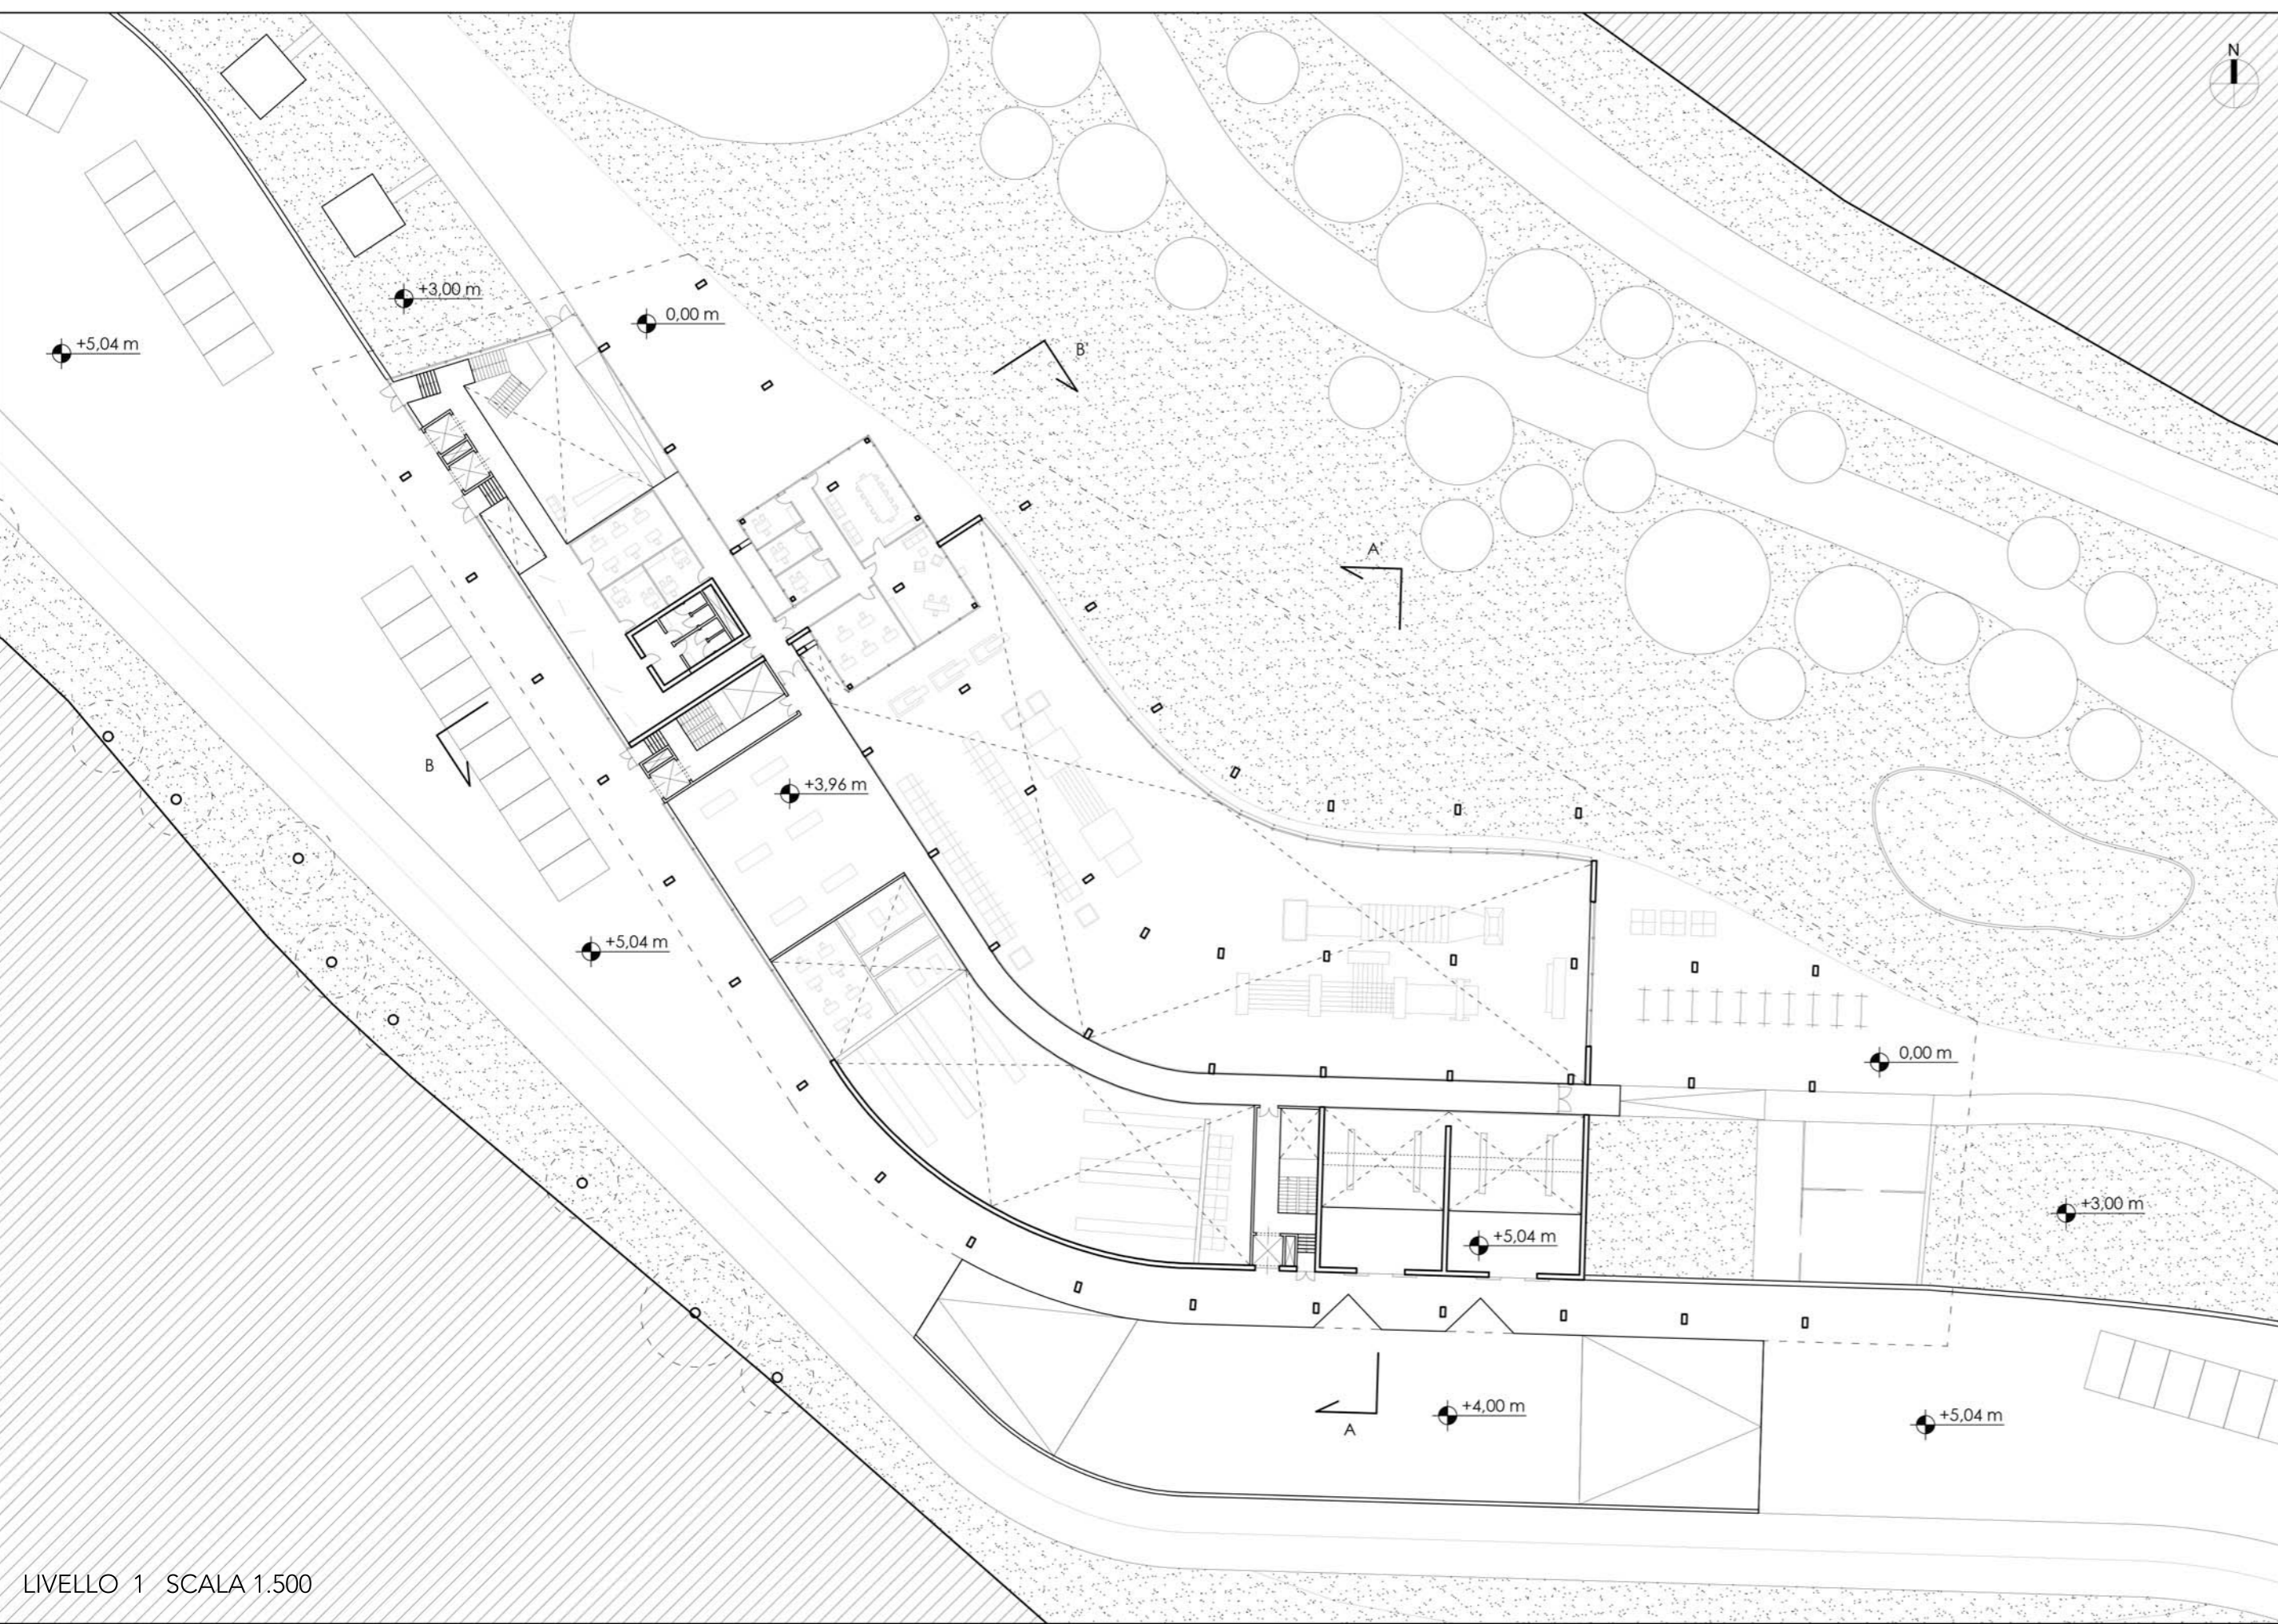 N
+3,00 m
0,00 m
+5,04 m
B'
A'
B
+3,96 m
+5,04 m
0,00 m
+3,00 m
+5,04 m
+4,00 m
+5,04 m
A
LIVELLO 1 SCALA 1.500